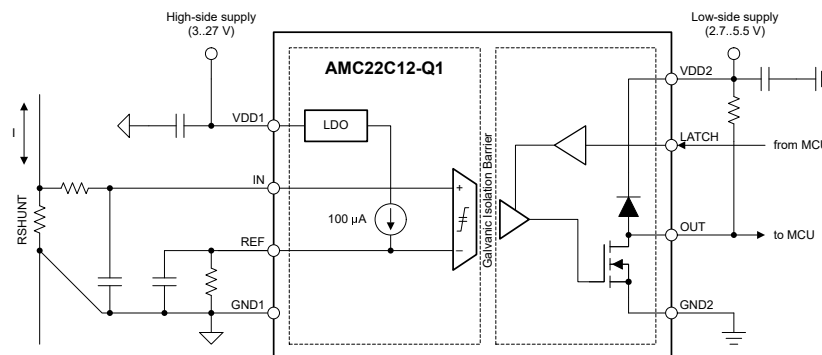 High-side supply
(3..27 V)
Low-side supply
(2.7..5.5 V)
AMC22C12-Q1
VDD1
LDO
VDD2
LATCH
from MCU
I
IN
+
100 µA
Galvanic Isolation Barrier
RSHUNT
REF
–
OUT
to MCU
GND1
GND2